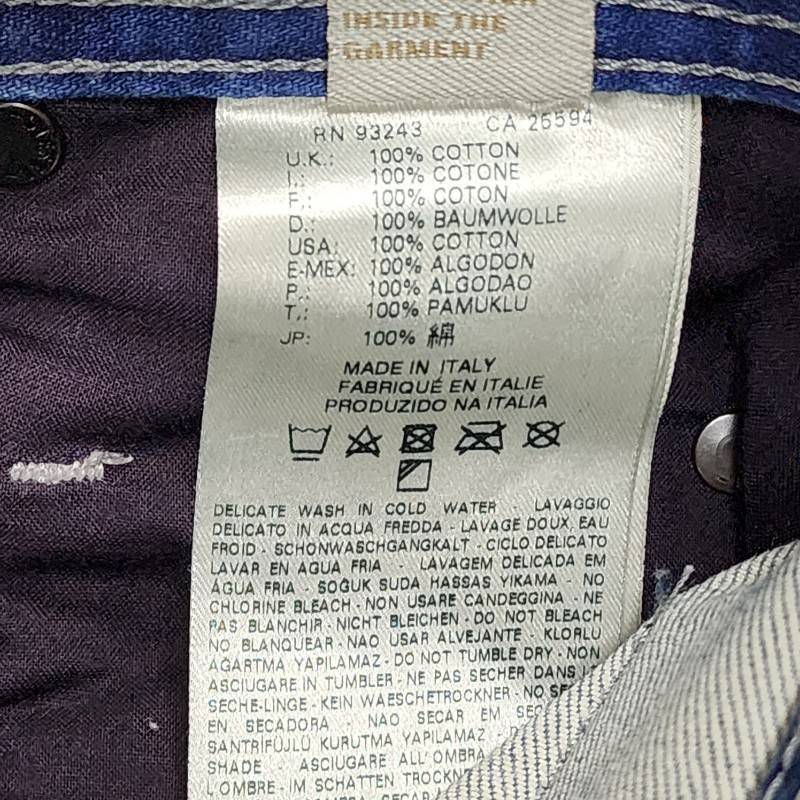 INSIDE THE
GARMENT
RN 93243 CA 26594
U.K.: 100% COTTON
I.: 100% COTONE
F.: 100% COTON
D.: 100% BAUMWOLLE
USA: 100% COTTON
E-MEX: 100% ALGODON
P.: 100% ALGODAO
T.: 100% PAMUKLU
JP: 100% 綿
MADE IN ITALY
FABRIQUÉ EN ITALIE
PRODUZIDO NA ITALIA
DELICATE WASH IN COLD WATER - LAVAGGIO
DELICATO IN ACQUA FREDDA - LAVAGE DOUX, EAU
FROID - SCHONWASCHGANGKALT - CICLO DELICATO
LAVAR EN AGUA FRIA - LAVAGEM DELICADA EM
ÁGUA FRIA - SOĞUK SUDA HASSAS YIKAMA - NO
CHLORINE BLEACH - NON USARE CANDEGGINA - NE
PAS BLANCHIR - NICHT BLEICHEN - DO NOT BLEACH
NO BLANQUEAR - NAO USAR ALVEJANTE - KLORLU
AGARTMA YAPILAMAZ - DO NOT TUMBLE DRY - NON
ASCIUGARE IN TUMBLER - NE PAS SECHER DANS
SECHE-LINGE - KEIN WAESCHETROCKNER - NO
EN SECADORA - NAO SECAR EM
SANTRİFÜJLÜ KURUTMA YAPILMAZ -
SHADE - ASCIUGARE ALL'OMBRA
L'OMBRE - IM SCHATTEN